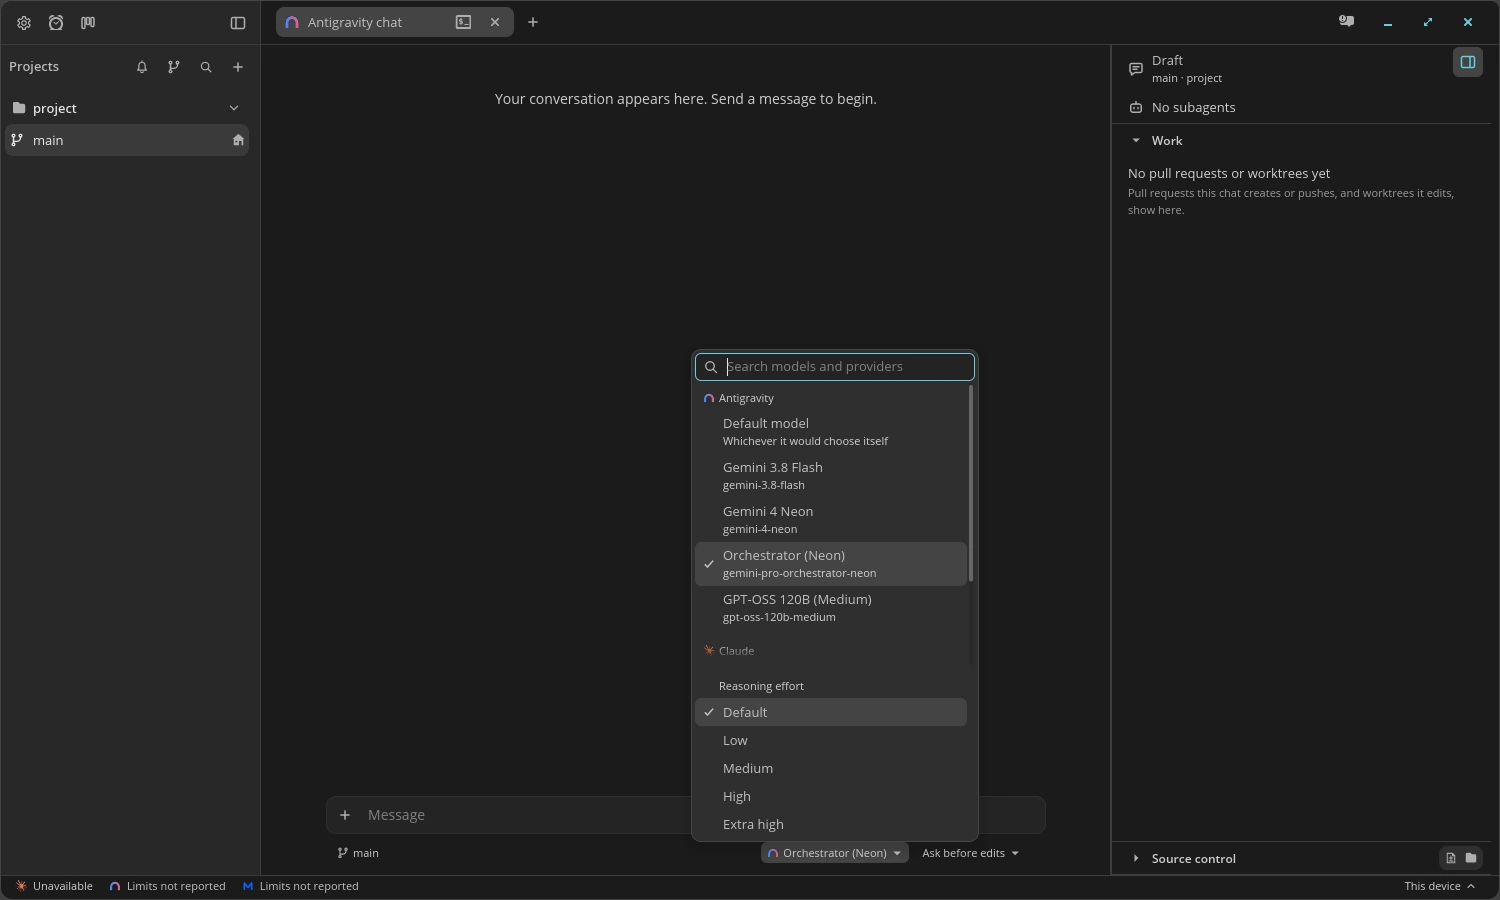 Antigravity chat
Projects
project
main
Your conversation appears here. Send a message to begin.
Search models and providers
Antigravity
Default model
Whichever it would choose itself
Gemini 3.8 Flash
gemini-3.8-flash
Gemini 4 Neon
gemini-4-neon
Orchestrator (Neon)
gemini-pro-orchestrator-neon
GPT-OSS 120B (Medium)
gpt-oss-120b-medium
Claude
Reasoning effort
Default
Low
Medium
High
Extra high
Message
main
Orchestrator (Neon)
Ask before edits
Draft
main · project
No subagents
Work
No pull requests or worktrees yet
Pull requests this chat creates or pushes, and worktrees it edits,
show here.
Source control
Unavailable
Limits not reported
Limits not reported
This device